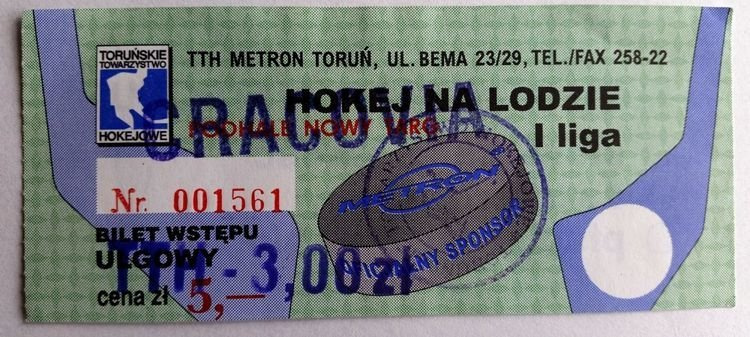 TORUŃSKIE
TOWARZYSTWO
HOKEJOWE
TTH METRON TORUŃ, UL. BEMA 23/29, TEL./FAX 258-22
HOKEJ NA LODZIE
CRACOVIA
PODHALE NOWY TARG
I liga
Nr. 001561
METRON
OFICJALNY SPONSOR
BILET WSTĘPU
ULGOWY
TTH - 3,00 zł
cena zł 5,—